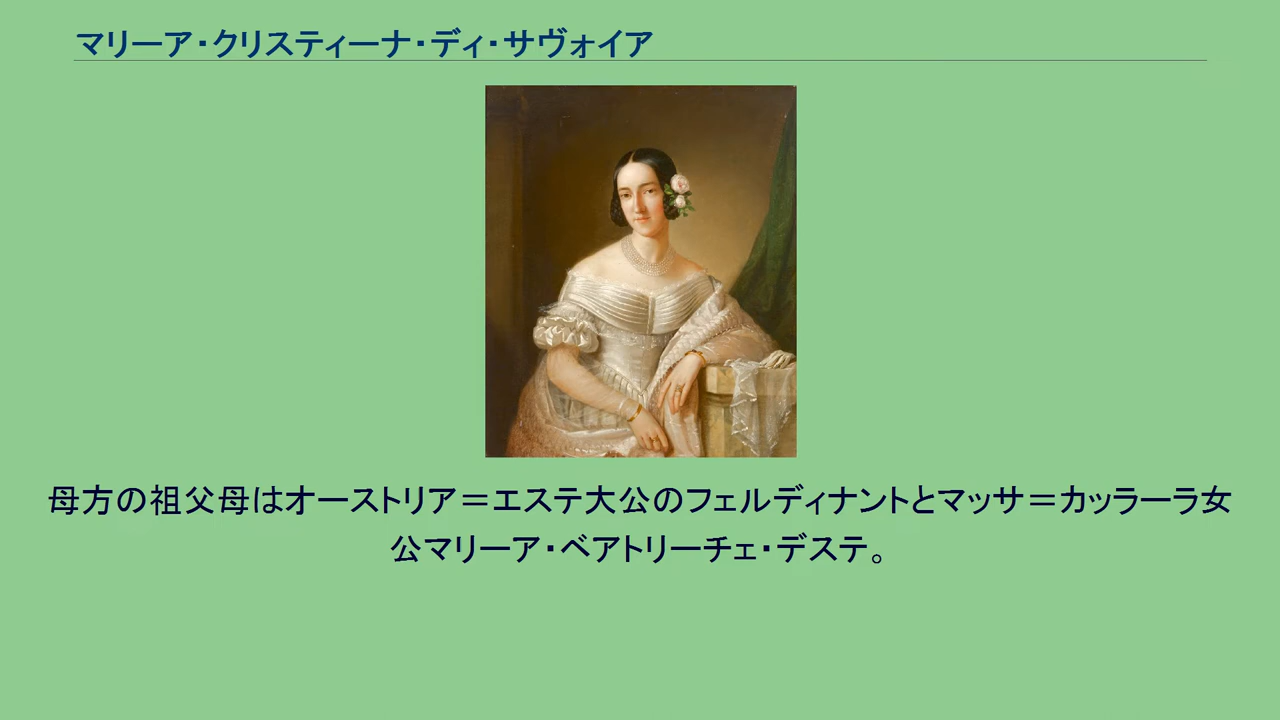 マリーア・クリスティーナ・ディ・サヴォイア
母方の祖父母はオーストリア＝エステ大公のフェルディナントとマッサ＝カッラーラ女
公マリーア・ベアトリーチェ・デステ。